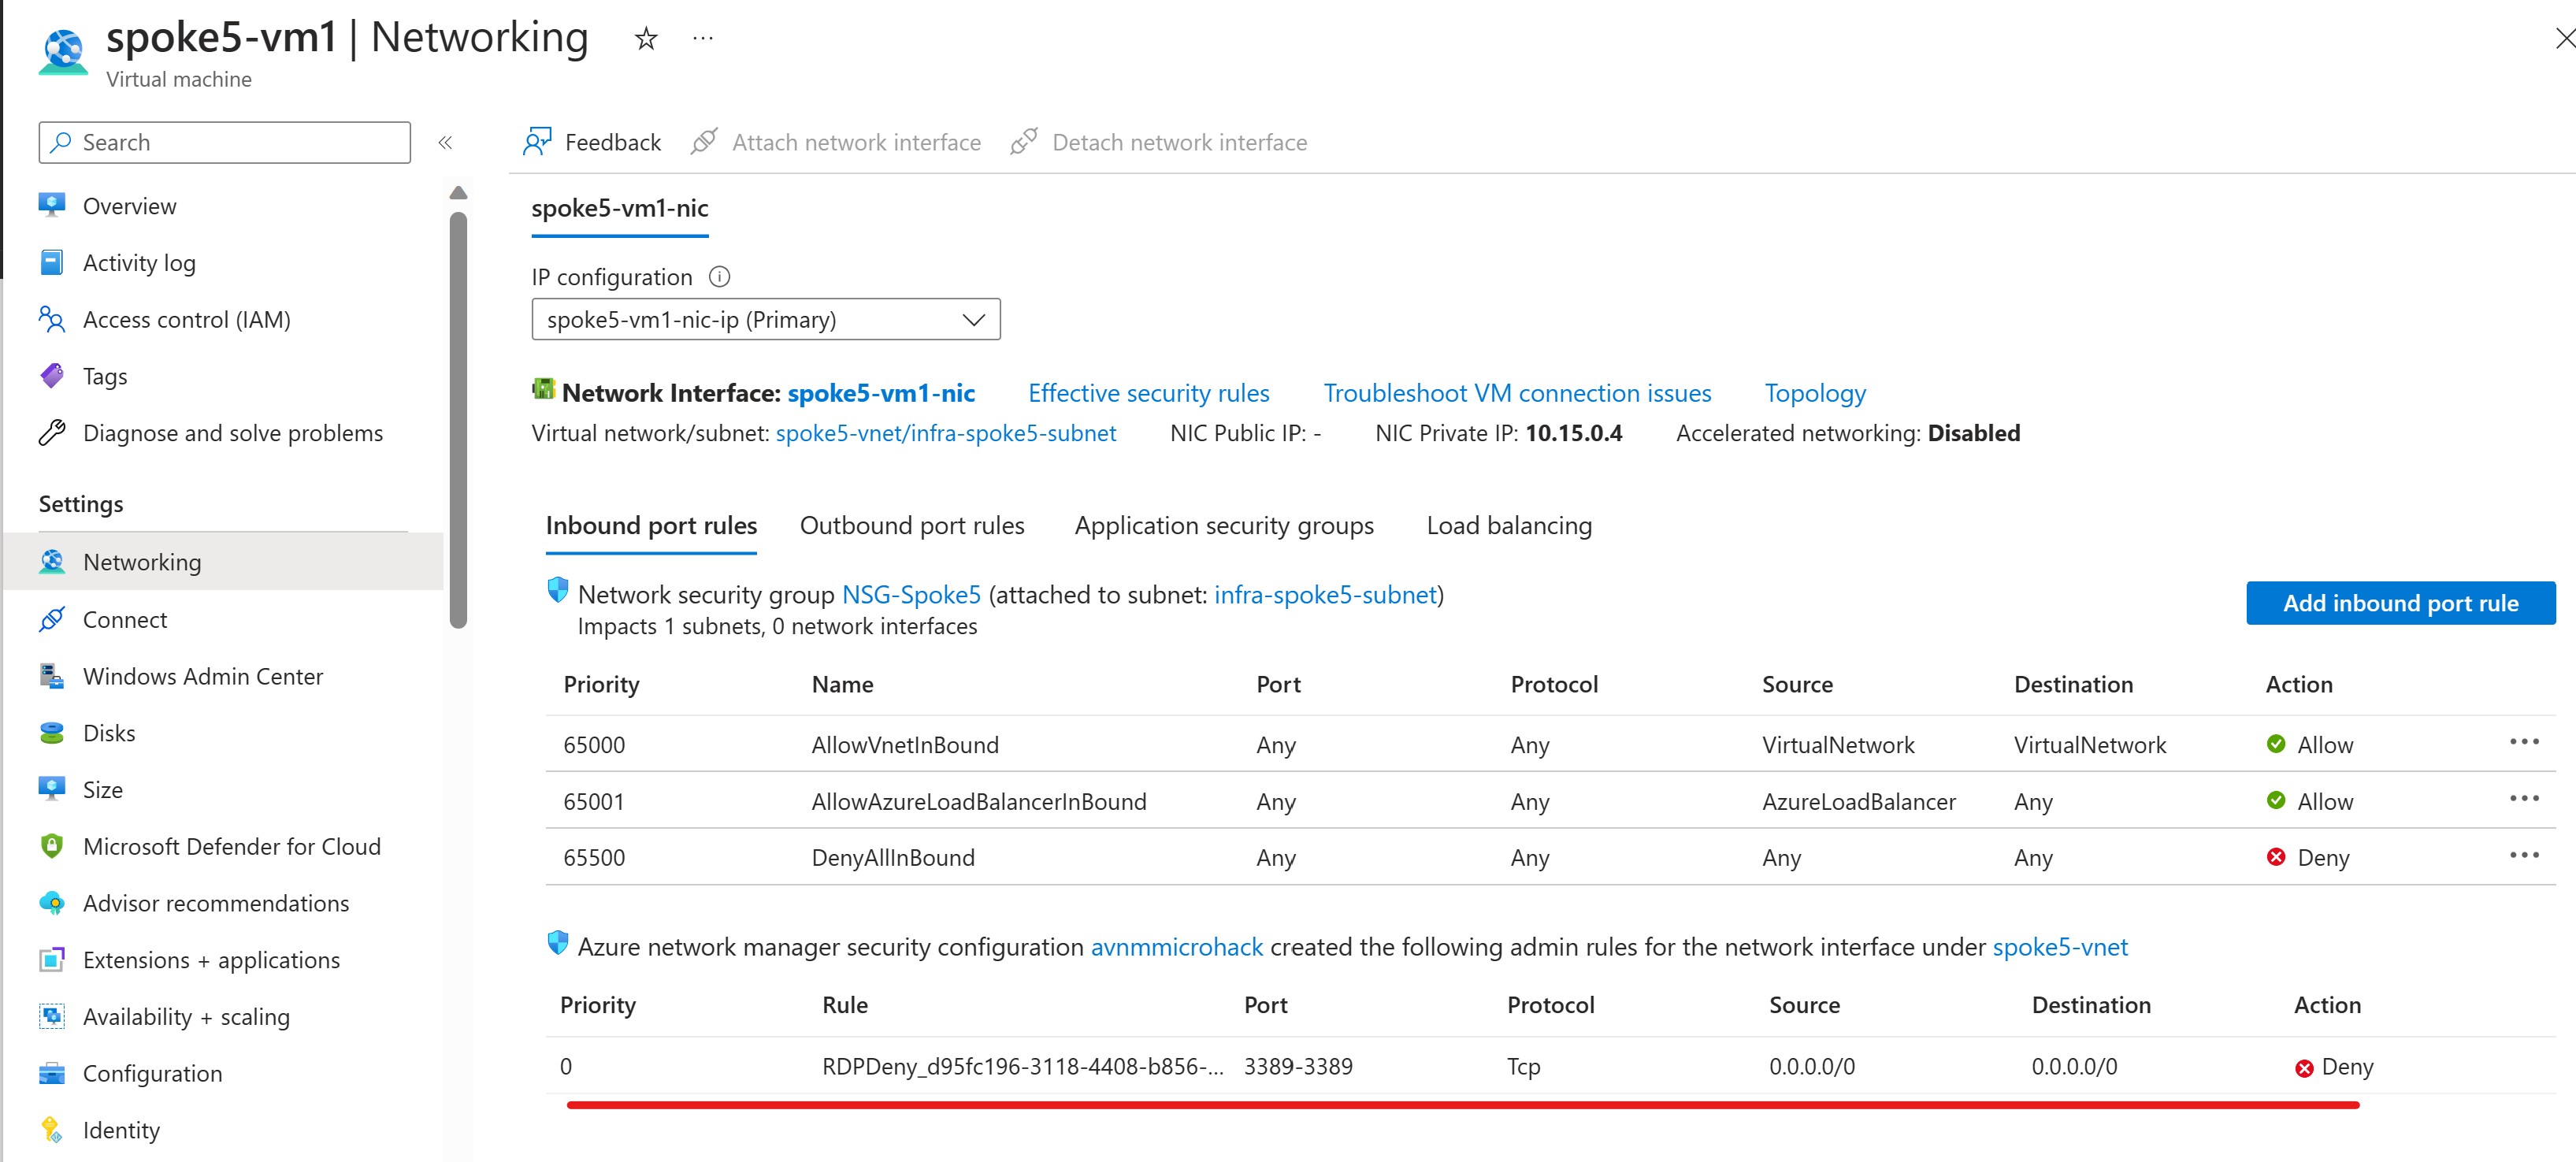 spoke5-vm1 | Networking ☆ ...
Virtual machine
Search «
Overview
Activity log
Access control (IAM)
Tags
Diagnose and solve problems
Settings
Networking
Connect
Windows Admin Center
Disks
Size
Microsoft Defender for Cloud
Advisor recommendations
Extensions + applications
Availability + scaling
Configuration
Identity
Feedback Attach network interface Detach network interface
spoke5-vm1-nic
IP configuration
spoke5-vm1-nic-ip (Primary)
Network Interface: spoke5-vm1-nic Effective security rules Troubleshoot VM connection issues Topology
Virtual network/subnet: spoke5-vnet/infra-spoke5-subnet NIC Public IP: - NIC Private IP: 10.15.0.4 Accelerated networking: Disabled
Inbound port rules Outbound port rules Application security groups Load balancing
Network security group NSG-Spoke5 (attached to subnet: infra-spoke5-subnet)
Impacts 1 subnets, 0 network interfaces
Add inbound port rule
Priority Name Port Protocol Source Destination Action
65000 AllowVnetInBound Any Any VirtualNetwork VirtualNetwork Allow ...
65001 AllowAzureLoadBalancerInBound Any Any AzureLoadBalancer Any Allow ...
65500 DenyAllInBound Any Any Any Any Deny ...
Azure network manager security configuration avnmmicrohack created the following admin rules for the network interface under spoke5-vnet
Priority Rule Port Protocol Source Destination Action
0 RDPDeny_d95fc196-3118-4408-b856-... 3389-3389 Tcp 0.0.0.0/0 0.0.0.0/0 Deny